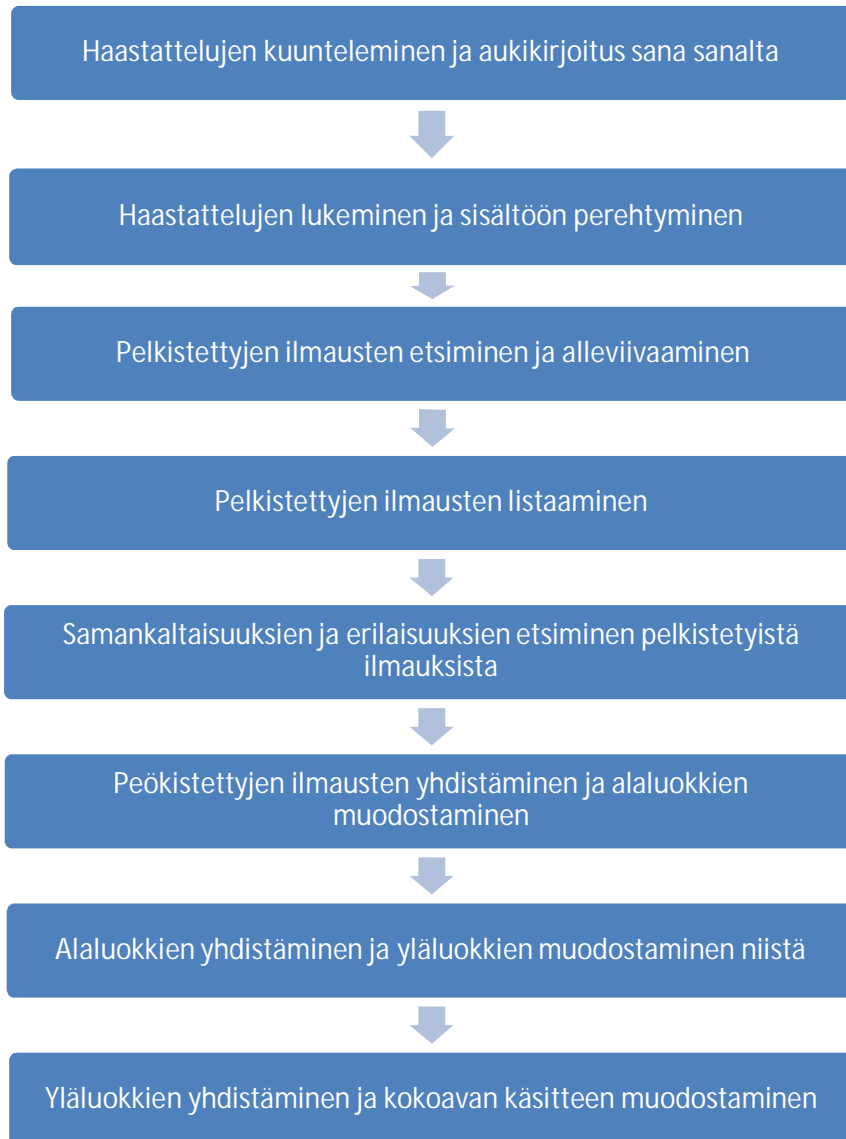 Haastattelujen kuunteleminen ja aukikirjoitus sana sanalta
Haastattelujen lukeminen ja sisältöön perehtyminen
Pelkistettyjen ilmausten etsiminen ja alleviivaaminen
Pelkistettyjen ilmausten listaaminen
Samankaltaisuuksien ja erilaisuuksien etsiminen pelkistetyistä
ilmauksista
Peökistettyjen ilmausten yhdistäminen ja alaluokkien
muodostaminen
Alaluokkien yhdistäminen ja yläluokkien muodostaminen niistä
Yläluokkien yhdistäminen ja kokoavan käsitteen muodostaminen